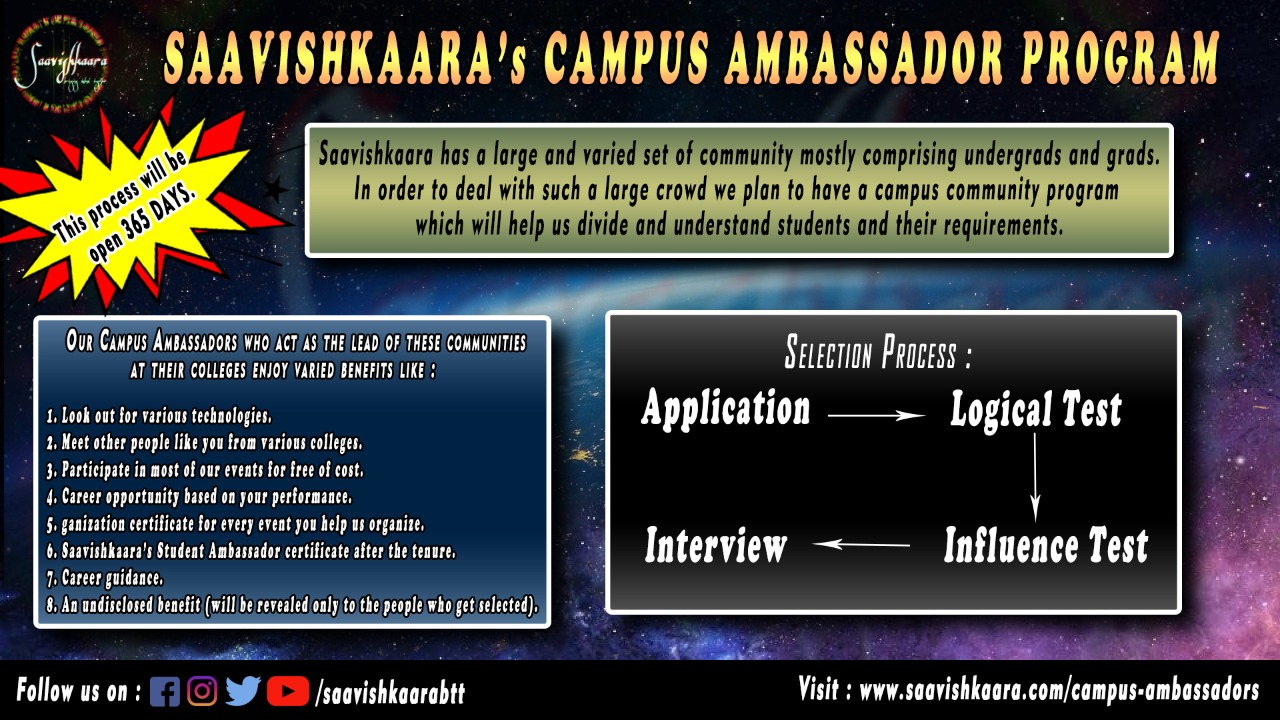 Saavishkaara
SAAVISHKAARA's CAMPUS AMBASSADOR PROGRAM
This process will be
open 365 DAYS.
Saavishkaara has a large and varied set of community mostly comprising undergrads and grads.
In order to deal with such a large crowd we plan to have a campus community program
which will help us divide and understand students and their requirements.
OUR CAMPUS AMBASSADORS WHO ACT AS THE LEAD OF THESE COMMUNITIES
AT THEIR COLLEGES ENJOY VARIED BENEFITS LIKE :
1. Look out for various technologies.
2. Meet other people like you from various colleges.
3. Participate in most of our events for free of cost.
4. Career opportunity based on your performance.
5. ganization certificate for every event you help us organize.
6. Saavishkaara's Student Ambassador certificate after the tenure.
7. Career guidance.
8. An undisclosed benefit (will be revealed only to the people who get selected).
SELECTION PROCESS :
Application
Logical Test
Influence Test
Interview
Follow us on : /saavishkaarabtt
Visit : www.saavishkaara.com/campus-ambassadors